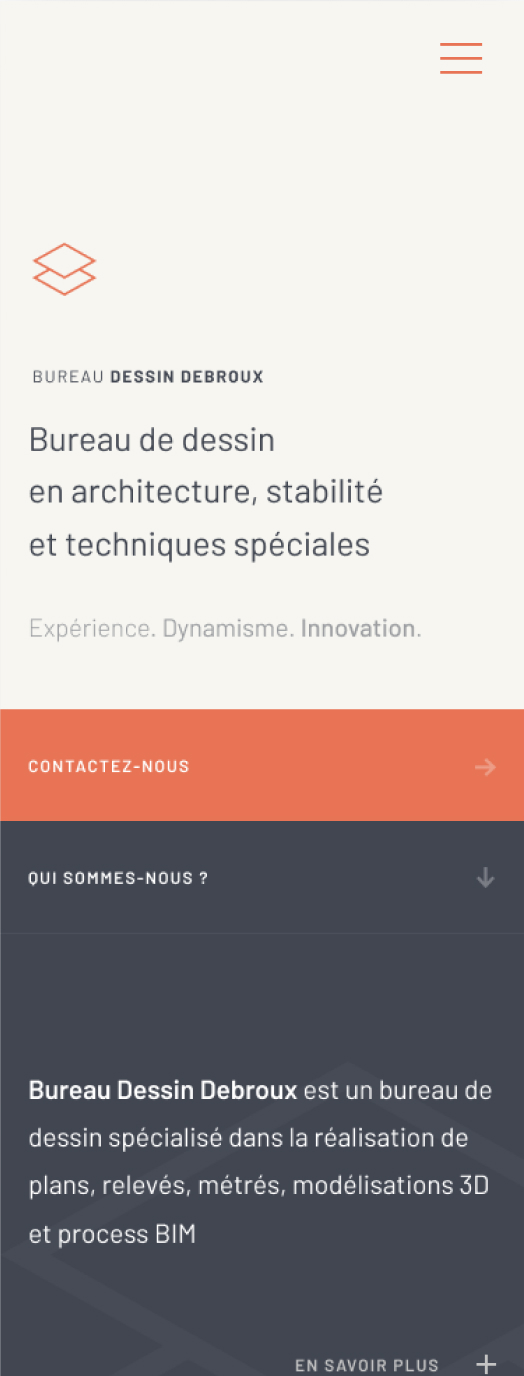 BUREAU DESSIN DEBROUX
Bureau de dessin
en architecture, stabilité
et techniques spéciales
Expérience. Dynamisme. Innovation.
CONTACTEZ-NOUS
QUI SOMMES-NOUS ?
Bureau Dessin Debroux est un bureau de
dessin spécialisé dans la réalisation de
plans, relevés, métrés, modélisations 3D
et process BIM
EN SAVOIR PLUS